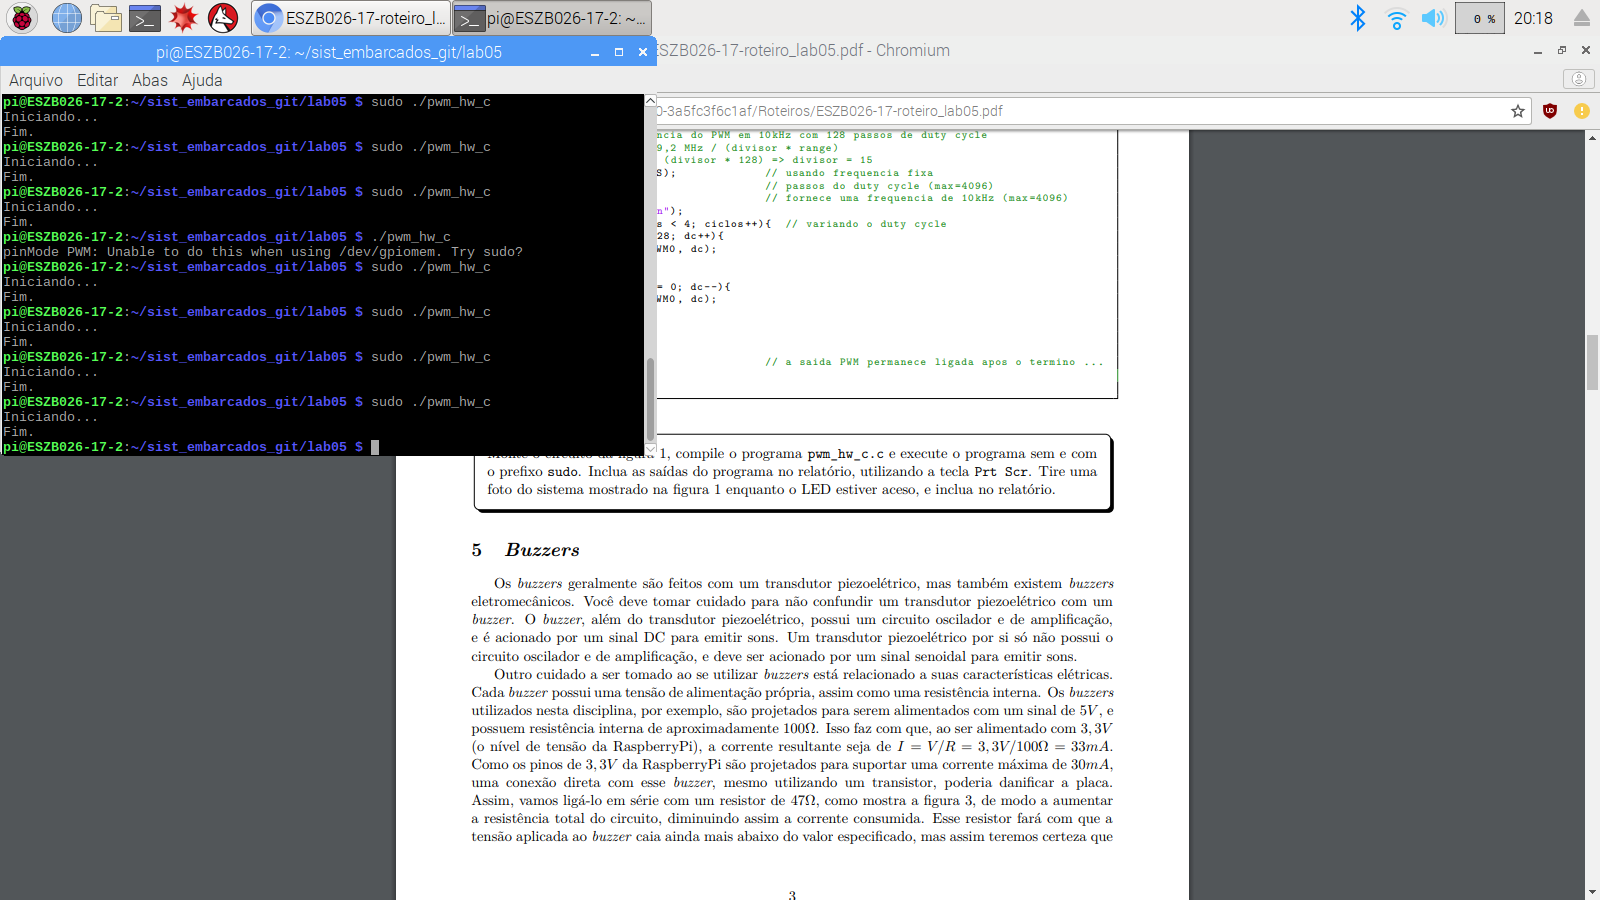 ESZB026-17-roteiro_l...
pi@ESZB026-17-2: ~...
0 %
20:18
pi@ESZB026-17-2: ~/sist_embarcados_git/lab05
SZB026-17-roteiro_lab05.pdf - Chromium
Arquivo Editar Abas Ajuda
0-3a5fc3f6c1af/Roteiros/ESZB026-17-roteiro_lab05.pdf
pi@ESZB026-17-2:~/sist_embarcados_git/lab05 $ sudo ./pwm_hw_c
Iniciando...
Fim.
pi@ESZB026-17-2:~/sist_embarcados_git/lab05 $ sudo ./pwm_hw_c
Iniciando...
Fim.
pi@ESZB026-17-2:~/sist_embarcados_git/lab05 $ sudo ./pwm_hw_c
Iniciando...
Fim.
pi@ESZB026-17-2:~/sist_embarcados_git/lab05 $ ./pwm_hw_c
pinMode PWM: Unable to do this when using /dev/gpiomem. Try sudo?
pi@ESZB026-17-2:~/sist_embarcados_git/lab05 $ sudo ./pwm_hw_c
Iniciando...
Fim.
pi@ESZB026-17-2:~/sist_embarcados_git/lab05 $ sudo ./pwm_hw_c
Iniciando...
Fim.
pi@ESZB026-17-2:~/sist_embarcados_git/lab05 $ sudo ./pwm_hw_c
Iniciando...
Fim.
pi@ESZB026-17-2:~/sist_embarcados_git/lab05 $ sudo ./pwm_hw_c
Iniciando...
Fim.
pi@ESZB026-17-2:~/sist_embarcados_git/lab05 $
ncia do PWM em 10kHz com 128 passos de duty cycle
9,2 MHz / (divisor * range)
(divisor * 128) => divisor = 15
S); // usando frequencia fixa
// passos do duty cycle (max=4096)
// fornece uma frequencia de 10kHz (max=4096)
n");
s < 4; ciclos++){ // variando o duty cycle
28; dc++){
WM0, dc);
= 0; dc--){
WM0, dc);
// a saida PWM permanece ligada apos o termino ...
Monte o circuito da figura 1, compile o programa pwm_hw_c.c e execute o programa sem e com
o prefixo sudo. Inclua as saídas do programa no relatório, utilizando a tecla Prt Scr. Tire uma
foto do sistema mostrado na figura 1 enquanto o LED estiver aceso, e inclua no relatório.
5 Buzzers
Os buzzers geralmente são feitos com um transdutor piezoelétrico, mas também existem buzzers
eletromecânicos. Você deve tomar cuidado para não confundir um transdutor piezoelétrico com um
buzzer. O buzzer, além do transdutor piezoelétrico, possui um circuito oscilador e de amplificação,
e é acionado por um sinal DC para emitir sons. Um transdutor piezoelétrico por si só não possui o
circuito oscilador e de amplificação, e deve ser acionado por um sinal senoidal para emitir sons.
Outro cuidado a ser tomado ao se utilizar buzzers está relacionado a suas características elétricas.
Cada buzzer possui uma tensão de alimentação própria, assim como uma resistência interna. Os buzzers
utilizados nesta disciplina, por exemplo, são projetados para serem alimentados com um sinal de 5V, e
possuem resistência interna de aproximadamente 100Ω. Isso faz com que, ao ser alimentado com 3,3V
(o nível de tensão da RaspberryPi), a corrente resultante seja de I = V/R = 3,3V/100Ω = 33mA.
Como os pinos de 3,3V da RaspberryPi são projetados para suportar uma corrente máxima de 30mA,
uma conexão direta com esse buzzer, mesmo utilizando um transistor, poderia danificar a placa.
Assim, vamos ligá-lo em série com um resistor de 47Ω, como mostra a figura 3, de modo a aumentar
a resistência total do circuito, diminuindo assim a corrente consumida. Esse resistor fará com que a
tensão aplicada ao buzzer caia ainda mais abaixo do valor especificado, mas assim teremos certeza que
3